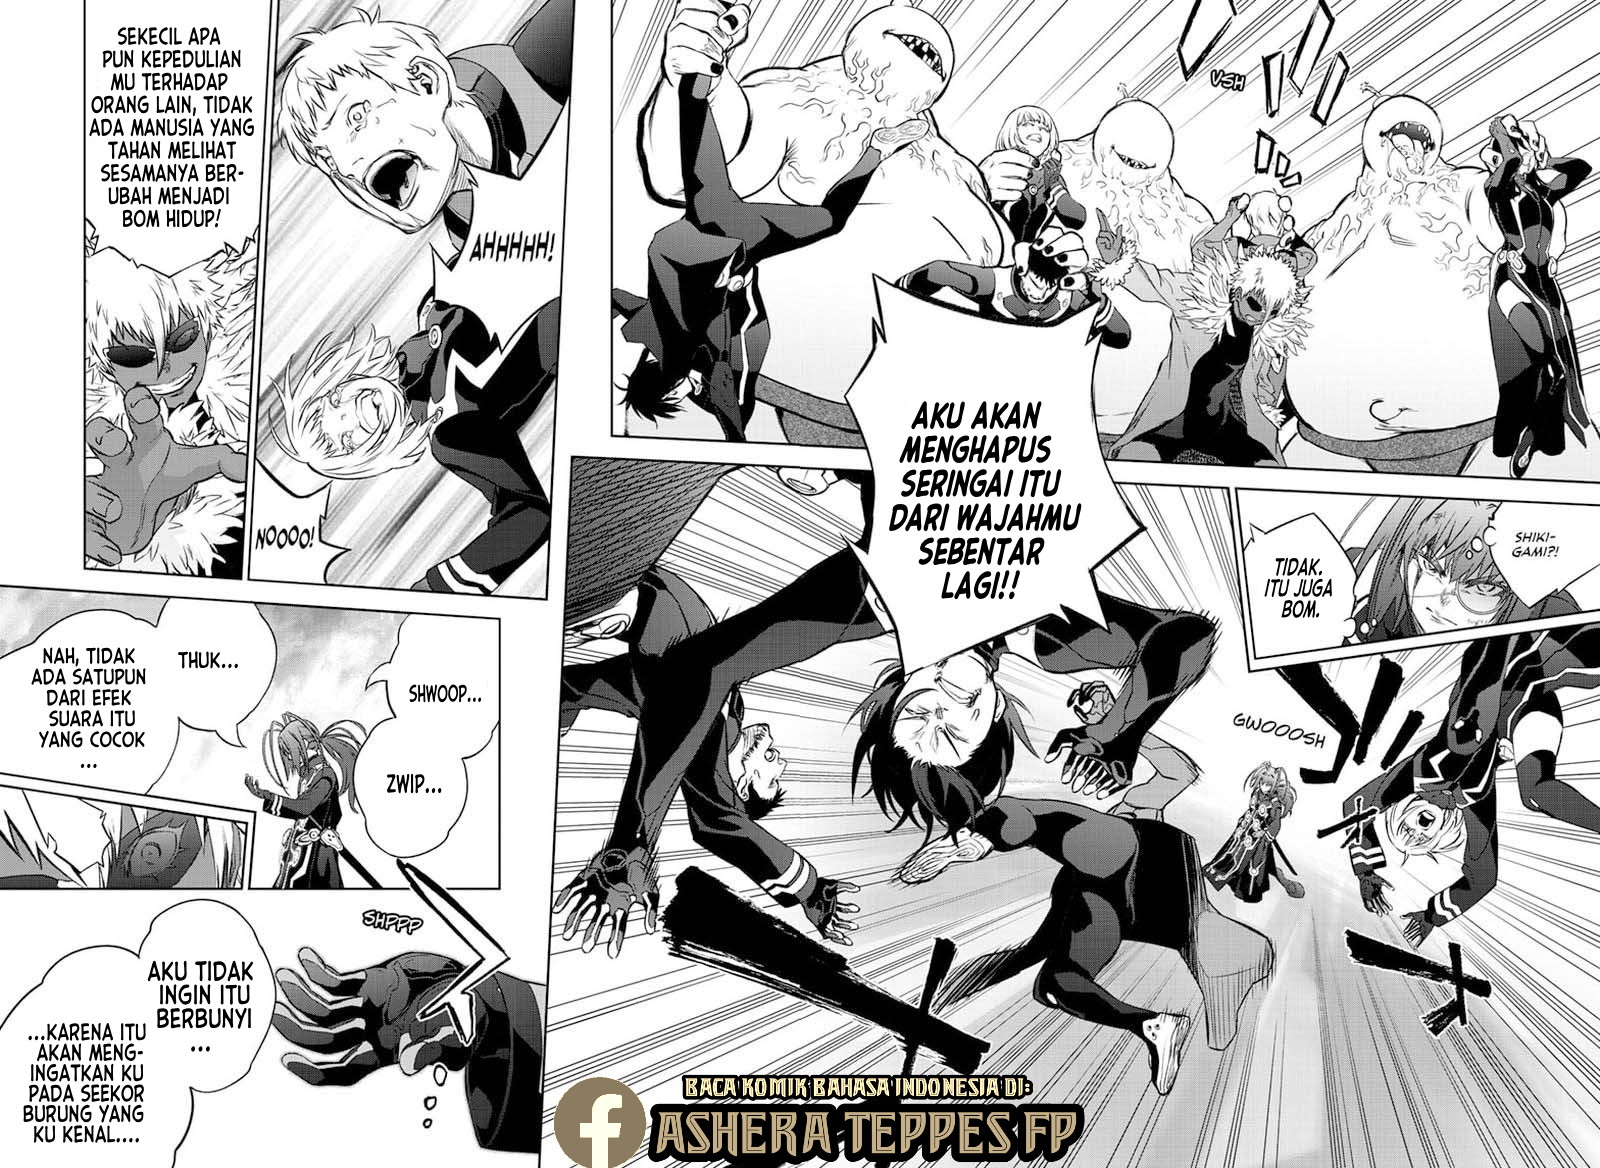 V-SH
AKU AKAN
MENGHAPUS
SERINGAI ITU
DARI WAJAHMU
SEBENTAR
LAGI!!
SHIKI-
GAMI?!
TIDAK.
ITU JUGA
BOM.
GWOOOSH
AHHHHH!
NOOOO!
SEKECIL APA
PUN KEPEDULIAN
MU TERHADAP
ORANG LAIN, TIDAK
ADA MANUSIA YANG
TAHAN MELIHAT
SESAMANYA BER-
UBAH MENJADI
BOM HIDUP!
SHWOOP...
ZWIP...
THUK...
NAH, TIDAK
ADA SATUPUN
DARI EFEK
SUARA ITU
YANG COCOK
...
SHPPP
AKU TIDAK
INGIN ITU
BERBUNYI
...
...KARENA ITU
AKAN MENG-
INGATKAN KU
PADA SEEKOR
BURUNG YANG
KU KENAL....
BACA KOMIK BAHASA INDONESIA DI:
f ASHERA TEPPES FP